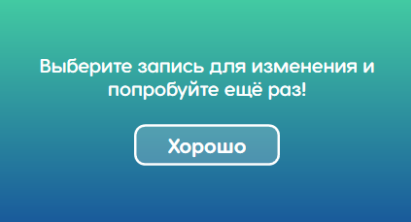 Выберите запись для изменения и
попробуйте ещё раз!
Хорошо